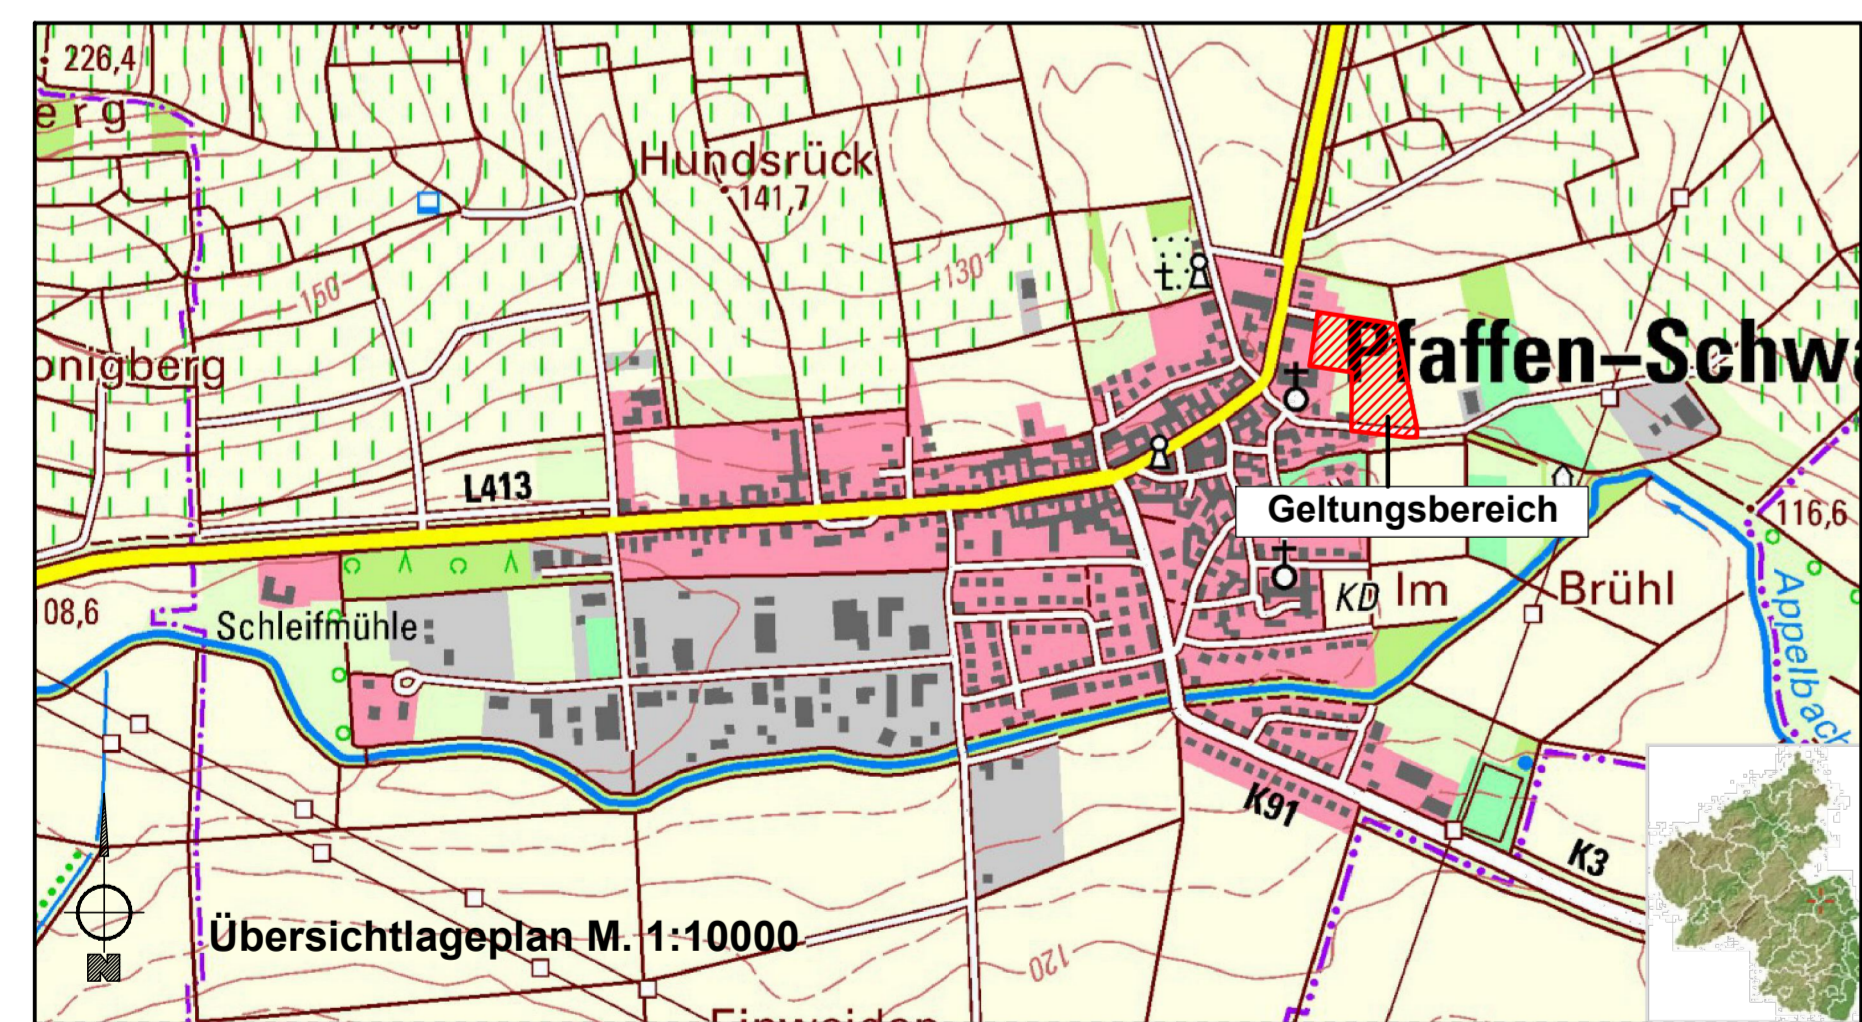 226,4
erg
Hundsrück
141,7
130
150
onigberg
Pfaffen-Schwa
L413
Geltungsbereich
116,6
08,6
Schleifmühle
KD
Im
Brühl
Appelbach
K91
K3
Übersichtlageplan M. 1:10000
120
N